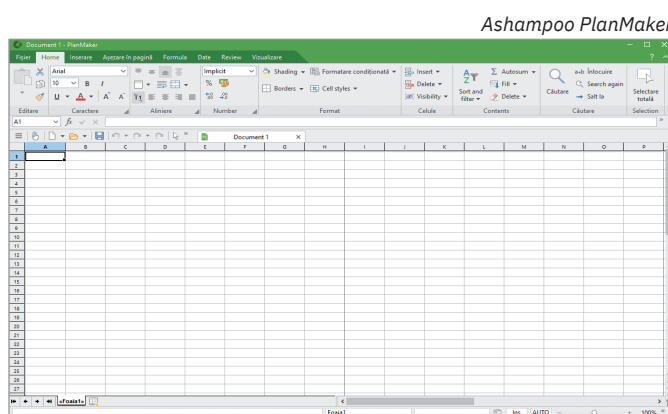 Ashampoo PlanMaker
Document 1 - PlanMaker
Fișier Home Inserare Așezare în pagină Formula Date Review Vizualizare
Arial Implicit Shading Formatare condiționată Insert Autosum a→b Înlocuire
10 B I % Borders Cell styles Delete Sort and filter Fill Căutare Search again Selectare totală
U A A A Visibility Delete Salt la
Editare Caractere Aliniere Number Format Celule Contents Căutare Selection
A1 fx
Document 1 x
A B C D E F G H I J K L M N O P
1
2
3
4
5
6
7
8
9
10
11
12
13
14
15
16
17
18
19
20
21
22
23
24
25
26
27
«Foaia1»
Foaia1 Ins AUTO 100%